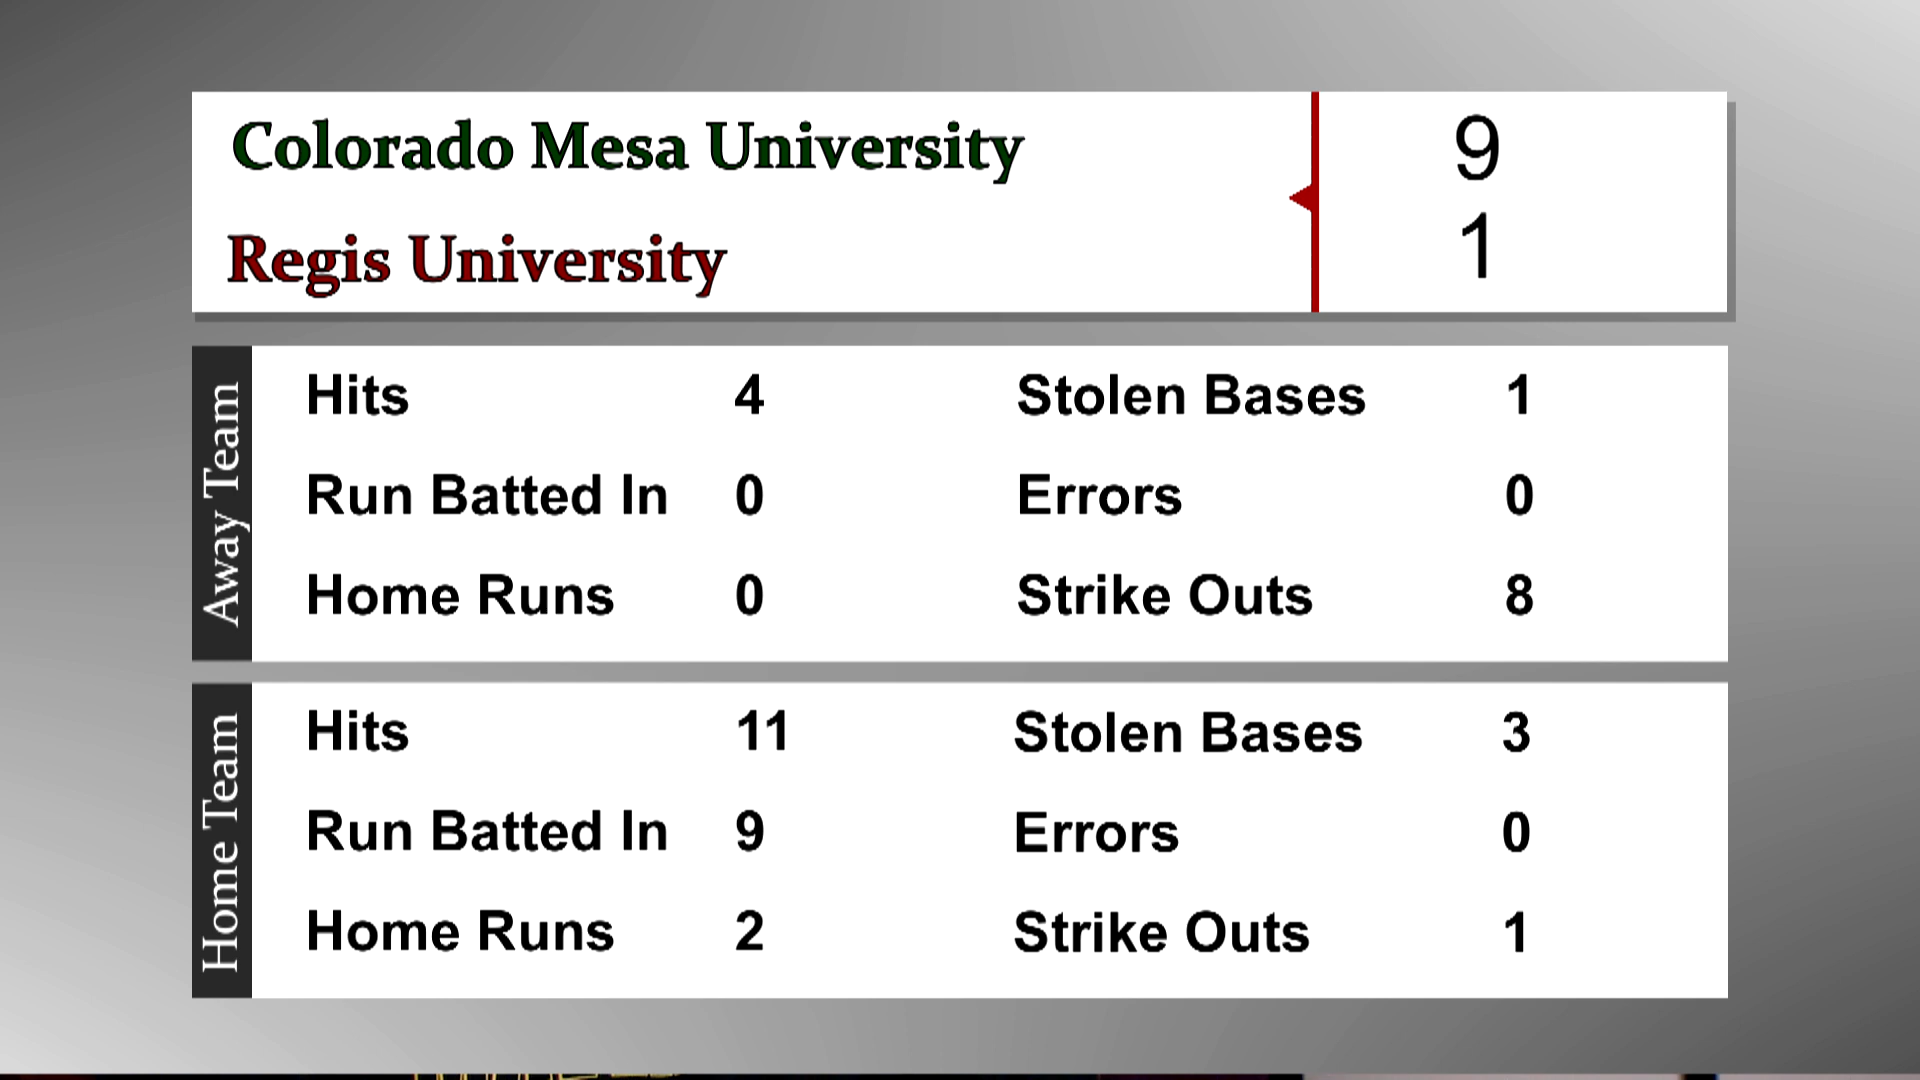 Colorado Mesa University 9
Regis University 1
Away Team
Hits 4 Stolen Bases 1
Run Batted In 0 Errors 0
Home Runs 0 Strike Outs 8
Home Team
Hits 11 Stolen Bases 3
Run Batted In 9 Errors 0
Home Runs 2 Strike Outs 1